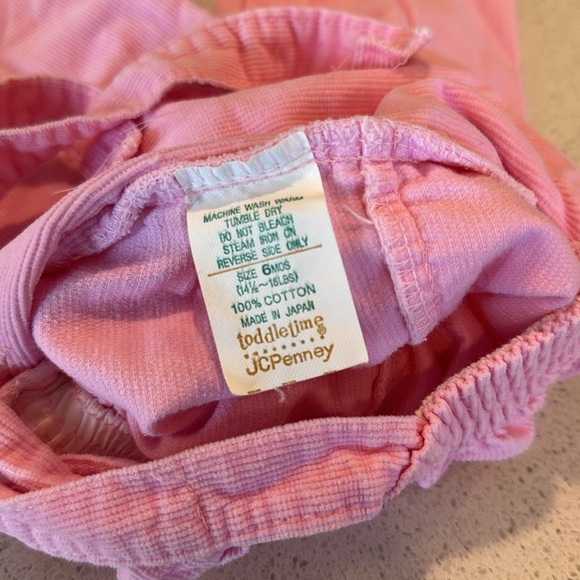 MACHINE WASH WARM
TUMBLE DRY
DO NOT BLEACH
STEAM IRON ON
REVERSE SIDE ONLY
SIZE 6MOS
(14½~18LBS)
100% COTTON
MADE IN JAPAN
toddletime
JCPenney